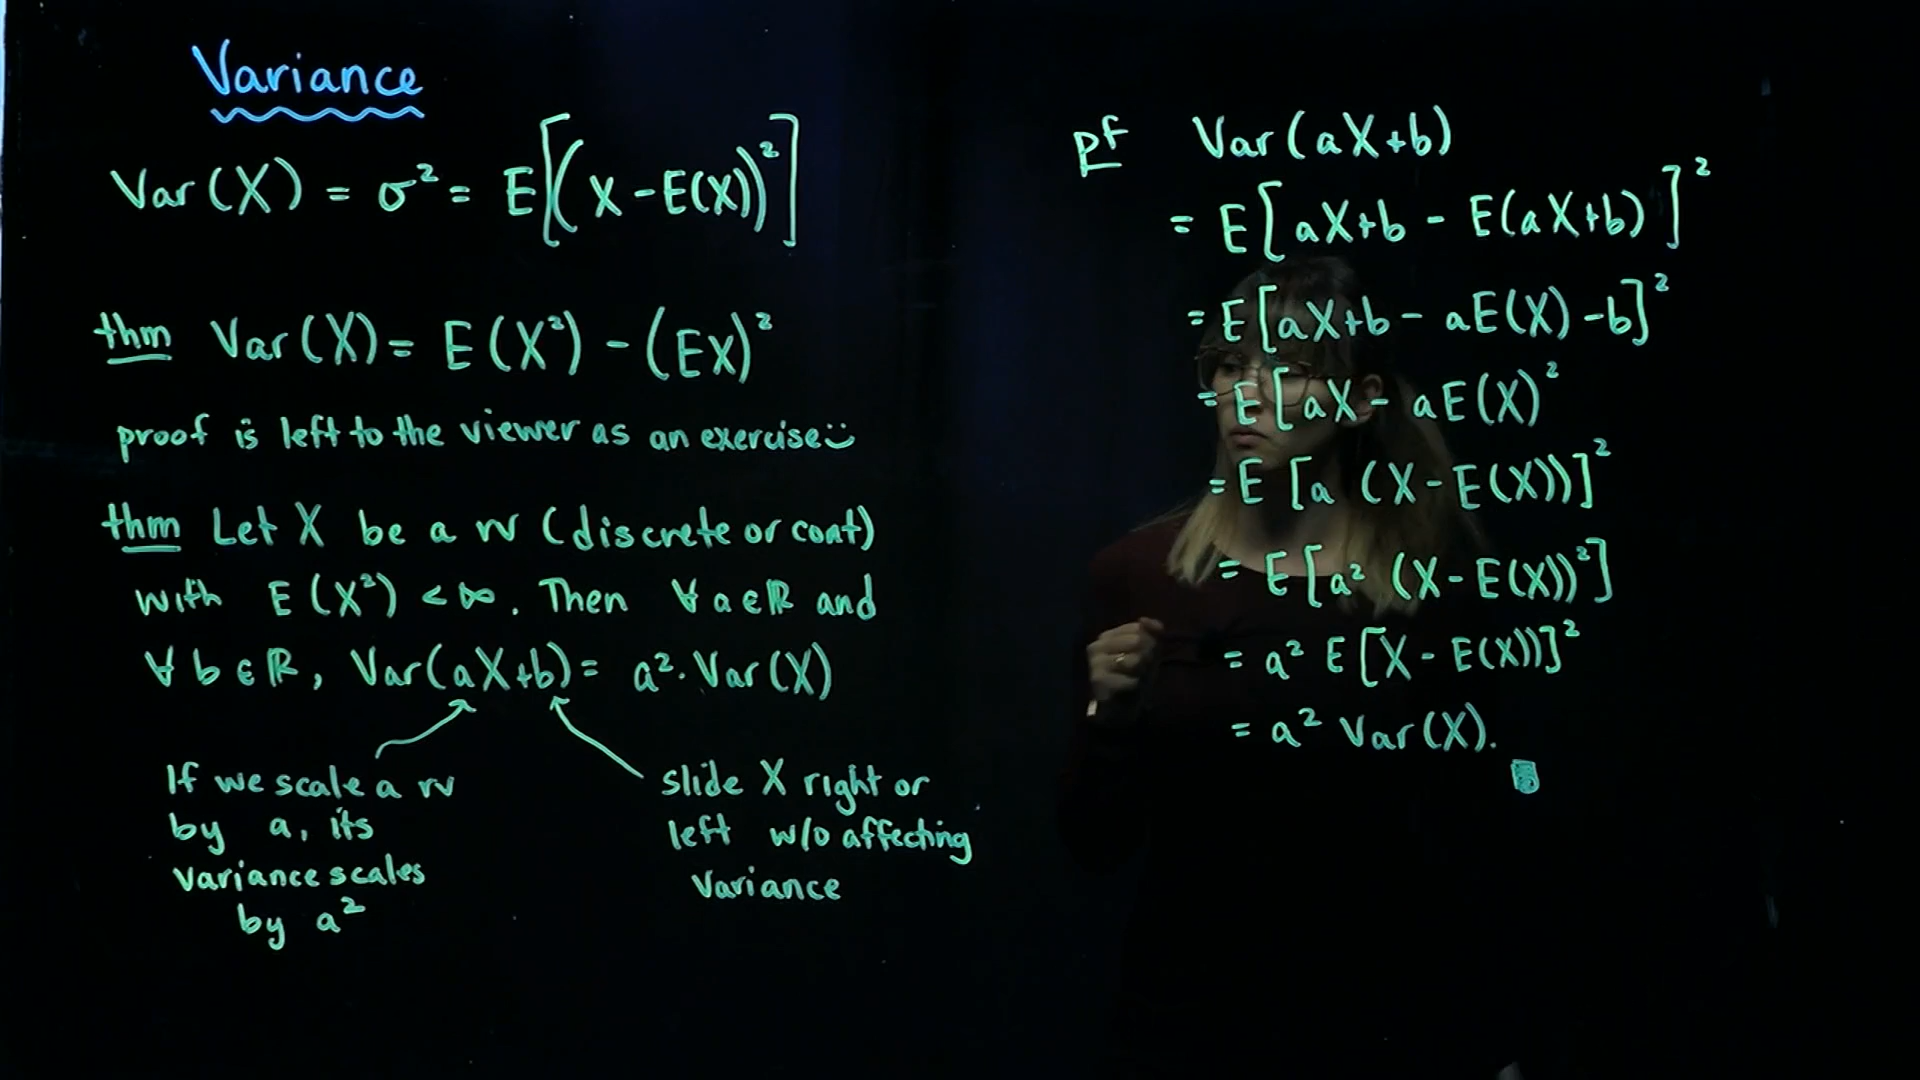 Variance
Var(X) = σ² = E[(X - E(X))²]
thm Var(X) = E(X²) - (EX)²
proof is left to the viewer as an exercise :)
thm Let X be a rv (discrete or cont)
with E(X²) < ∞. Then ∀ a ∈ ℝ and
∀ b ∈ ℝ, Var(aX+b) = a². Var(X)
If we scale a rv
by a, its
variance scales
by a²
slide X right or
left w/o affecting
variance
pf Var(aX+b)
= E[aX+b - E(aX+b)]²
= E[aX+b - aE(X) - b]²
= E[aX - aE(X)²
= E[a (X - E(X))]²
= E[a² (X - E(X))²]
= a² E[X - E(X))]²
= a² Var(X).